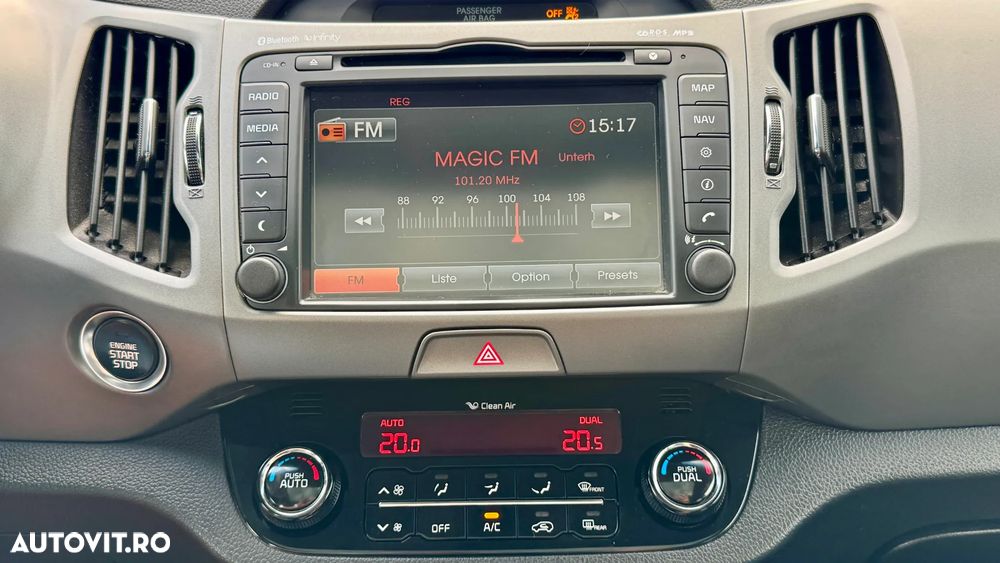 PASSENGER
AIR BAG
OFF
Bluetooth
Infinity
MP3
CD-IN
RADIO
MEDIA
MAP
NAV
REG
FM
15:17
MAGIC FM
Unterh
101.20 MHz
88 92 96 100 104 108
FM
Liste
Option
Presets
ENGINE
START
STOP
Clean Air
AUTO
DUAL
20.0
20.5
PUSH
AUTO
PUSH
DUAL
FRONT
OFF
A/C
REAR
AUTOVIT.RO